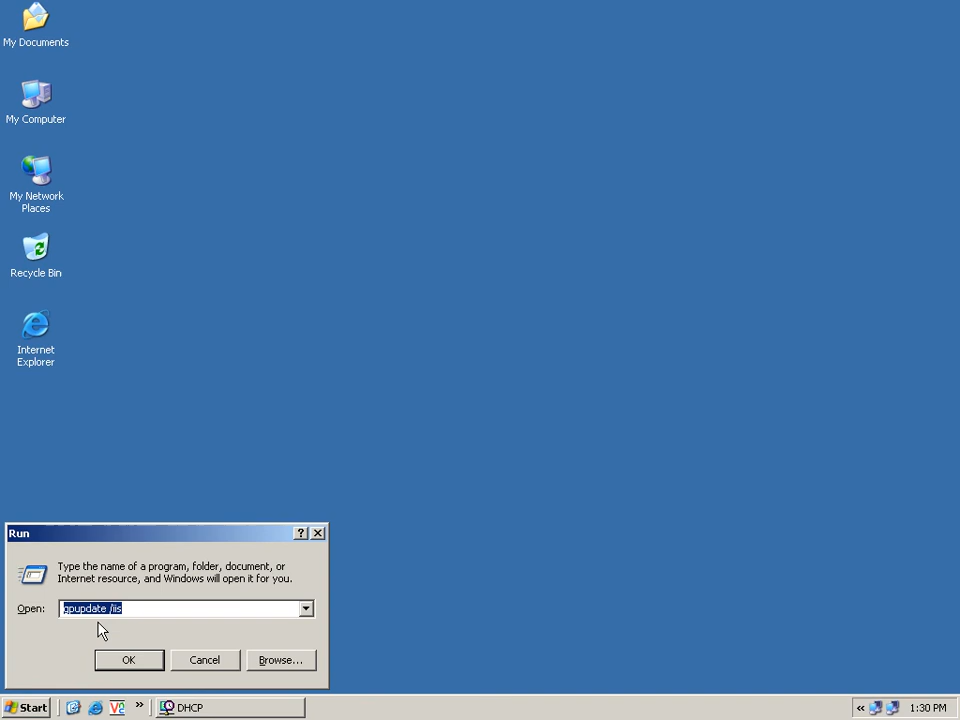 My Documents
My Computer
My Network
Places
Recycle Bin
Internet
Explorer
Run
Type the name of a program, folder, document, or
Internet resource, and Windows will open it for you.
Open:
gpupdate /iis
OK
Cancel
Browse...
Start
DHCP
1:30 PM